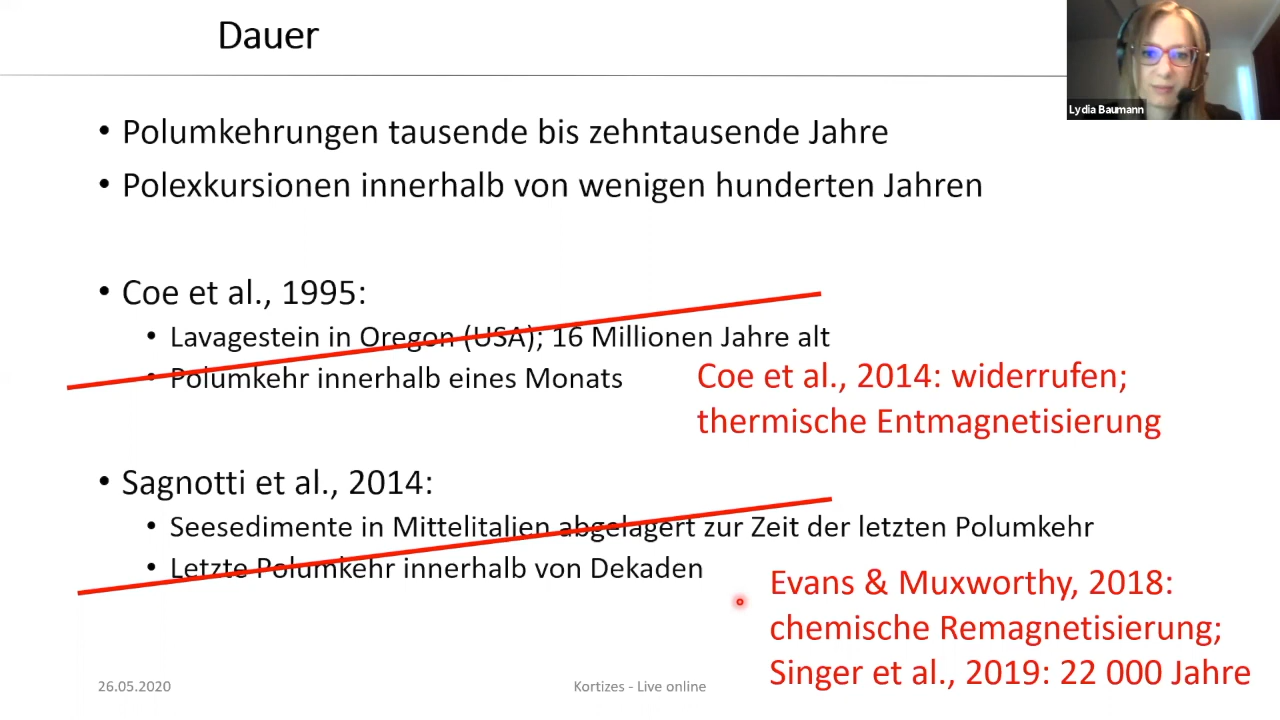 Dauer
Lydia Baumann
• Polumkehrungen tausende bis zehntausende Jahre
• Polexkursionen innerhalb von wenigen hunderten Jahren
• Coe et al., 1995:
• Lavagestein in Oregon (USA); 16 Millionen Jahre alt
• Polumkehr innerhalb eines Monats
Coe et al., 2014: widerrufen;
thermische Entmagnetisierung
• Sagnotti et al., 2014:
• Seesedimente in Mittelitalien abgelagert zur Zeit der letzten Polumkehr
• Letzte Polumkehr innerhalb von Dekaden
Evans & Muxworthy, 2018:
chemische Remagnetisierung;
Singer et al., 2019: 22 000 Jahre
26.05.2020
Kortizes - Live online